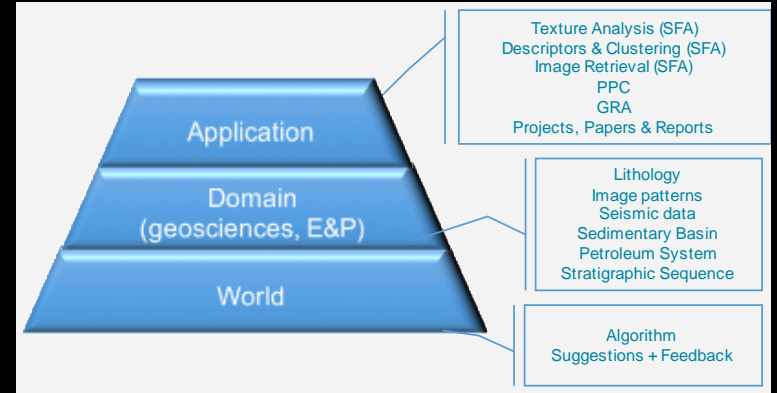 Texture Analysis (SFA)
Descriptors & Clustering (SFA)
Image Retrieval (SFA)
PPC
GRA
Projects, Papers & Reports
Application
Lithology
Image patterns
Seismic data
Sedimentary Basin
Petroleum System
Stratigraphic Sequence
Domain
(geosciences, E&P)
World
Algorithm
Suggestions + Feedback